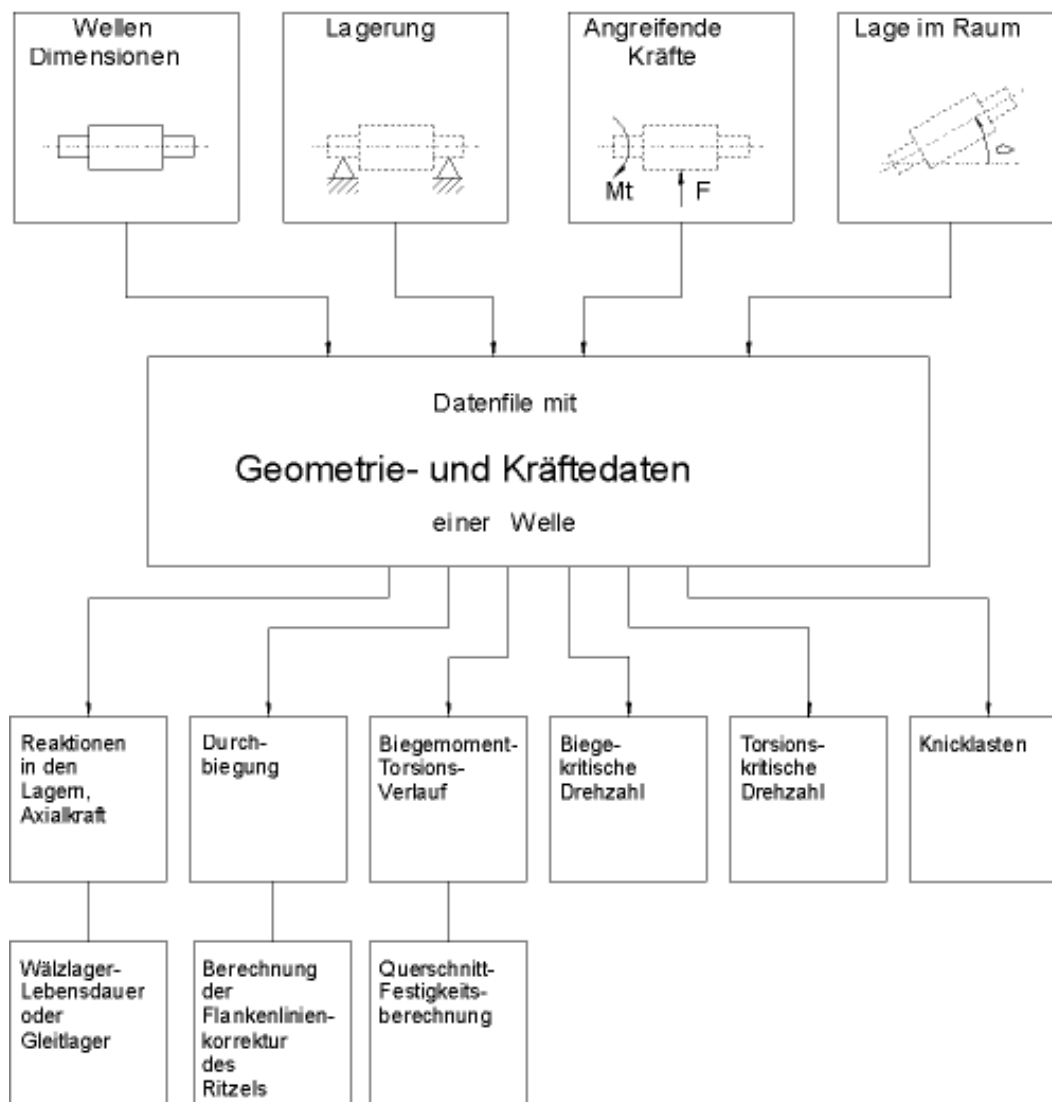 Wellen
Dimensionen
Lagerung
Angreifende
Kräfte
Mt
F
Lage im Raum
Datenfile mit
Geometrie- und Kräftedaten
einer Welle
Reaktionen
in den
Lagern,
Axialkraft
Durch-
biegung
Biegemoment-
Torsions-
Verlauf
Biege-
kritische
Drehzahl
Torsions-
kritische
Drehzahl
Knicklasten
Wälzlager-
Lebensdauer
oder
Gleitlager
Berechnung
der
Flankenlinien-
korrektur
des
Ritzels
Querschnitt-
Festigkeits-
berechnung